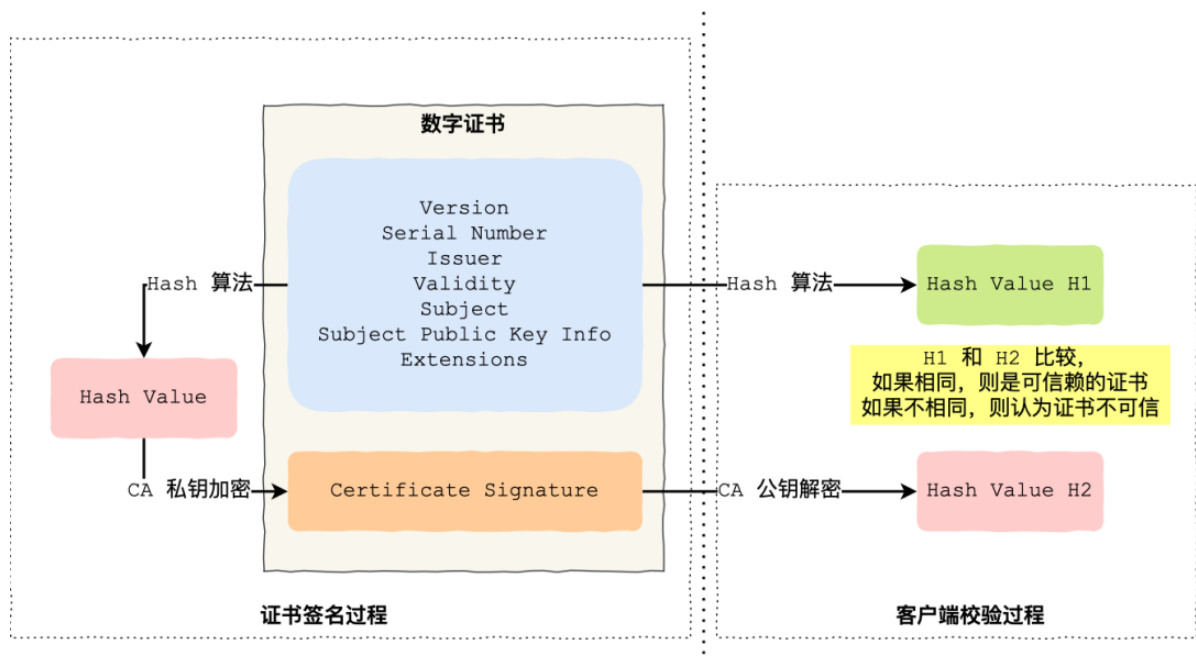 数字证书
Version
Serial Number
Issuer
Validity
Subject
Subject Public Key Info
Extensions
Hash 算法
Hash Value
CA 私钥加密
Certificate Signature
证书签名过程
Hash 算法
Hash Value H1
H1 和 H2 比较，
如果相同，则是可信赖的证书
如果不相同，则认为证书不可信
CA 公钥解密
Hash Value H2
客户端校验过程